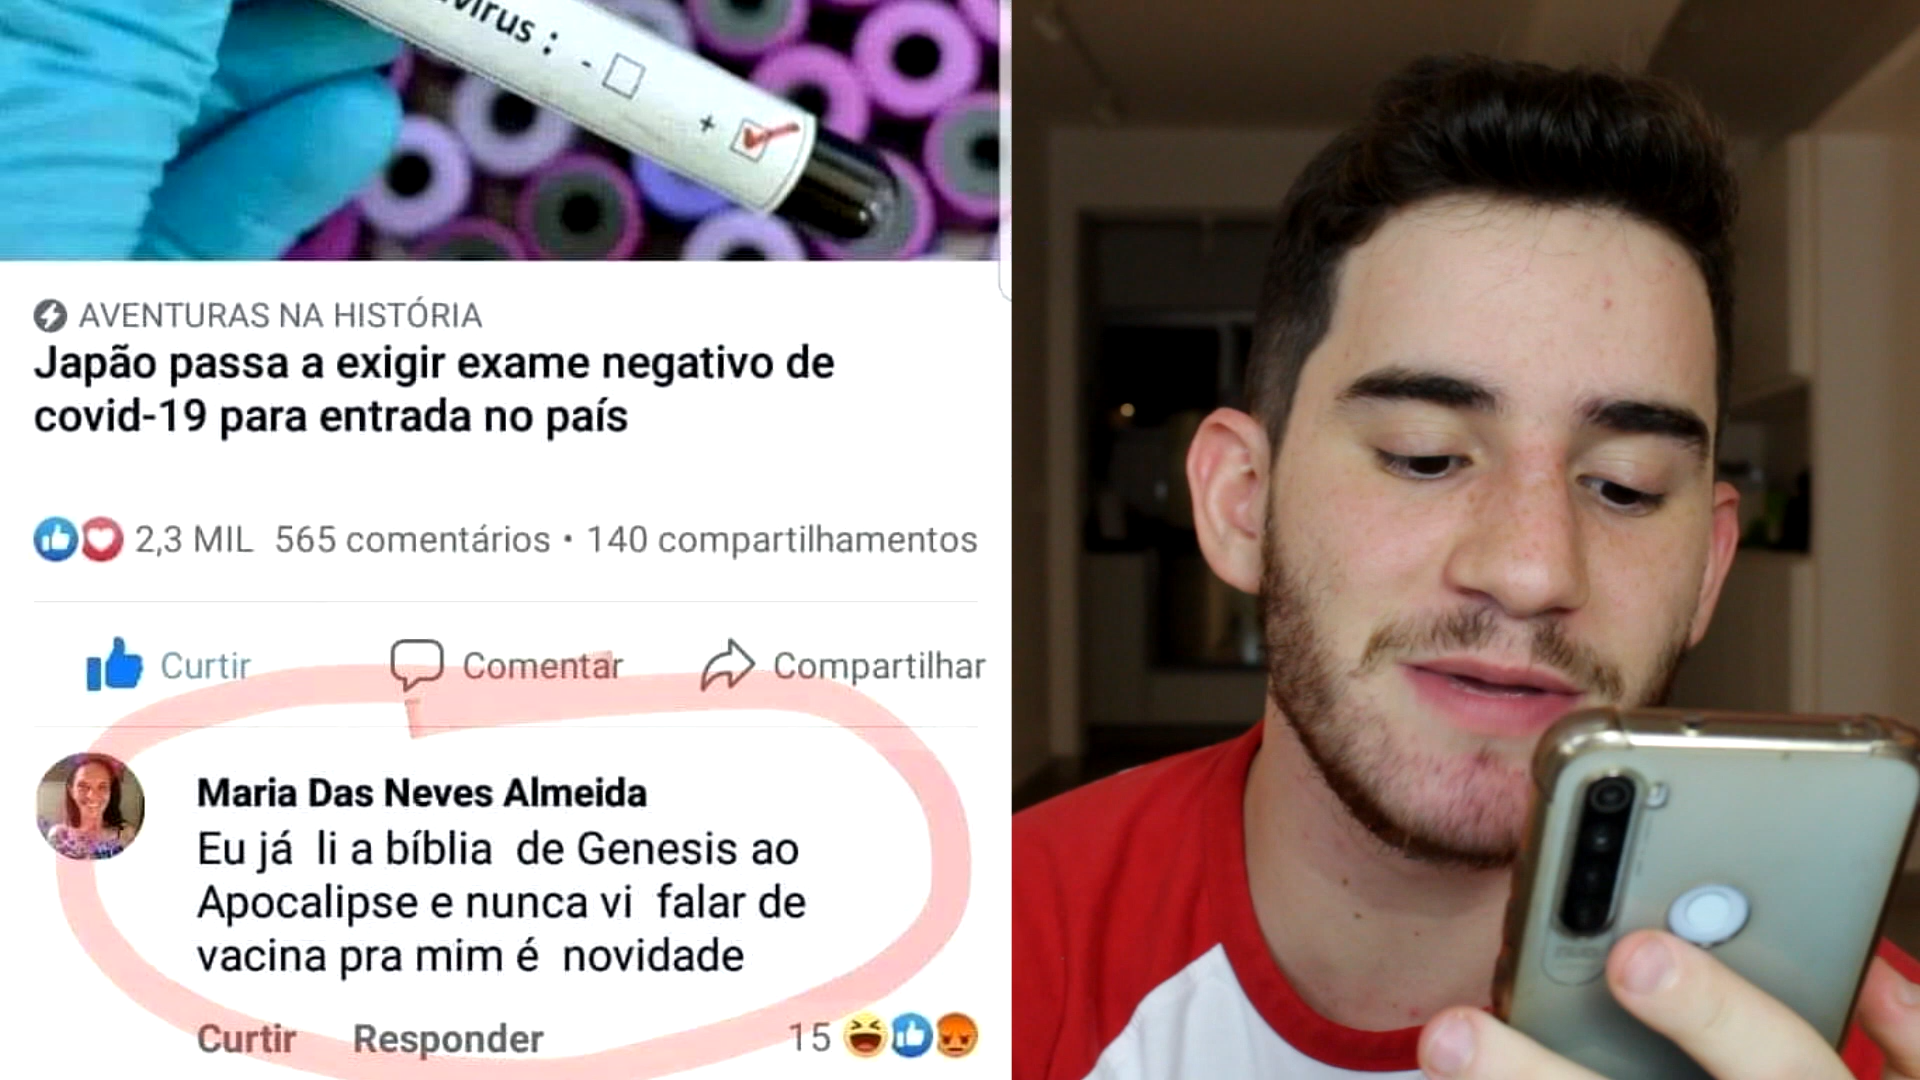 virus :
-
+
AVENTURAS NA HISTÓRIA
Japão passa a exigir exame negativo de
covid-19 para entrada no país
2,3 MIL 565 comentários • 140 compartilhamentos
Curtir Comentar Compartilhar
Maria Das Neves Almeida
Eu já li a bíblia de Genesis ao
Apocalipse e nunca vi falar de
vacina pra mim é novidade
Curtir Responder 15